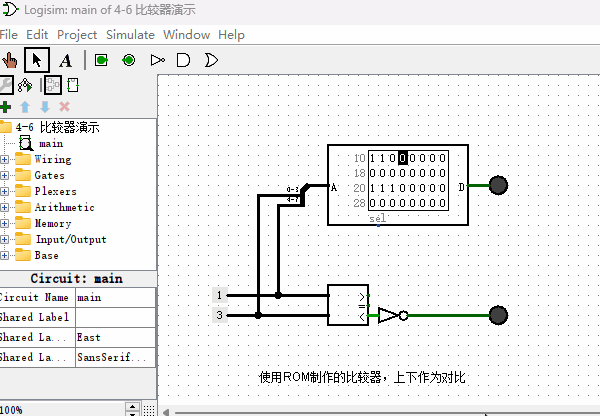 Logisim: main of 4-6 比较器演示
File Edit Project Simulate Window Help
4-6 比较器演示
main
Wiring
Gates
Plexers
Arithmetic
Memory
Input/Output
Base
Circuit: main
Circuit Name main
Shared Label
Shared La... East
Shared La... SansSerif...
100%
10 1 1 0 0 0 0 0 0
18 0 0 0 0 0 0 0 0
20 1 1 1 0 0 0 0 0
28 0 0 0 0 0 0 0 0
A
D
sel
0-3
4-7
1
3
>
=
<
使用ROM制作的比较器，上下作为对比